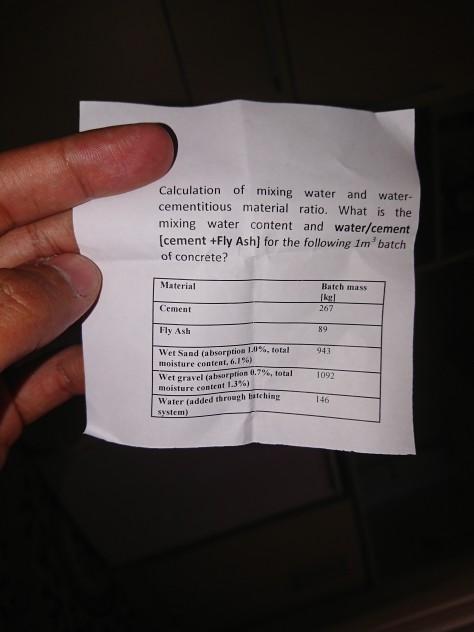 Calculation of mixing water and water-
cementitious material ratio. What is the
mixing water content and water/cement
[cement +Fly Ash] for the following 1m³ batch
of concrete?
Material Batch mass
[kg]
Cement 267
Fly Ash 89
Wet Sand (absorption 1.0%, total 943
moisture content, 6.1%)
Wet gravel (absorption 0.7%, total 1092
moisture content 1.3%)
Water (added through batching 146
system)